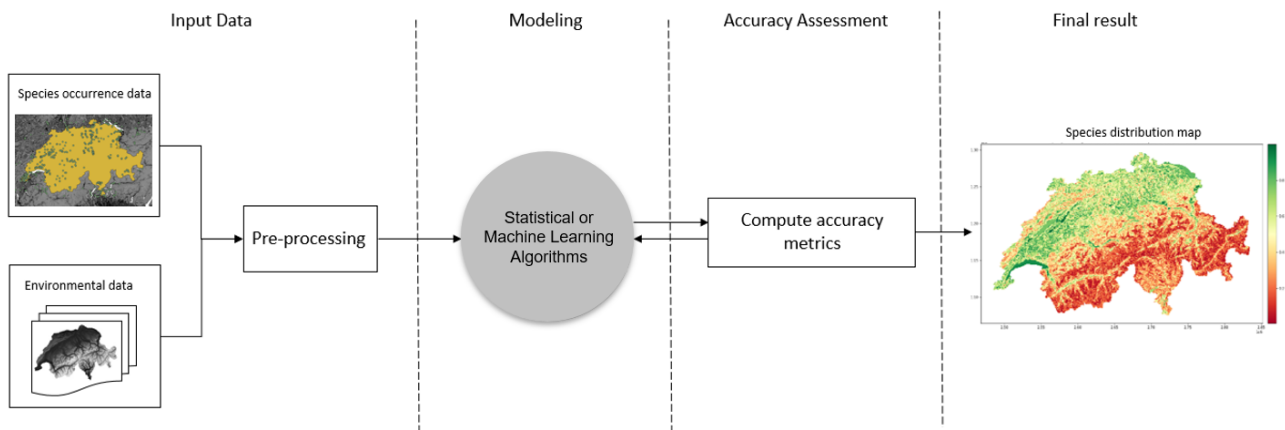 Input Data
Modeling
Accuracy Assessment
Final result
Species occurrence data
Environmental data
Pre-processing
Statistical or
Machine Learning
Algorithms
Compute accuracy
metrics
Species distribution map